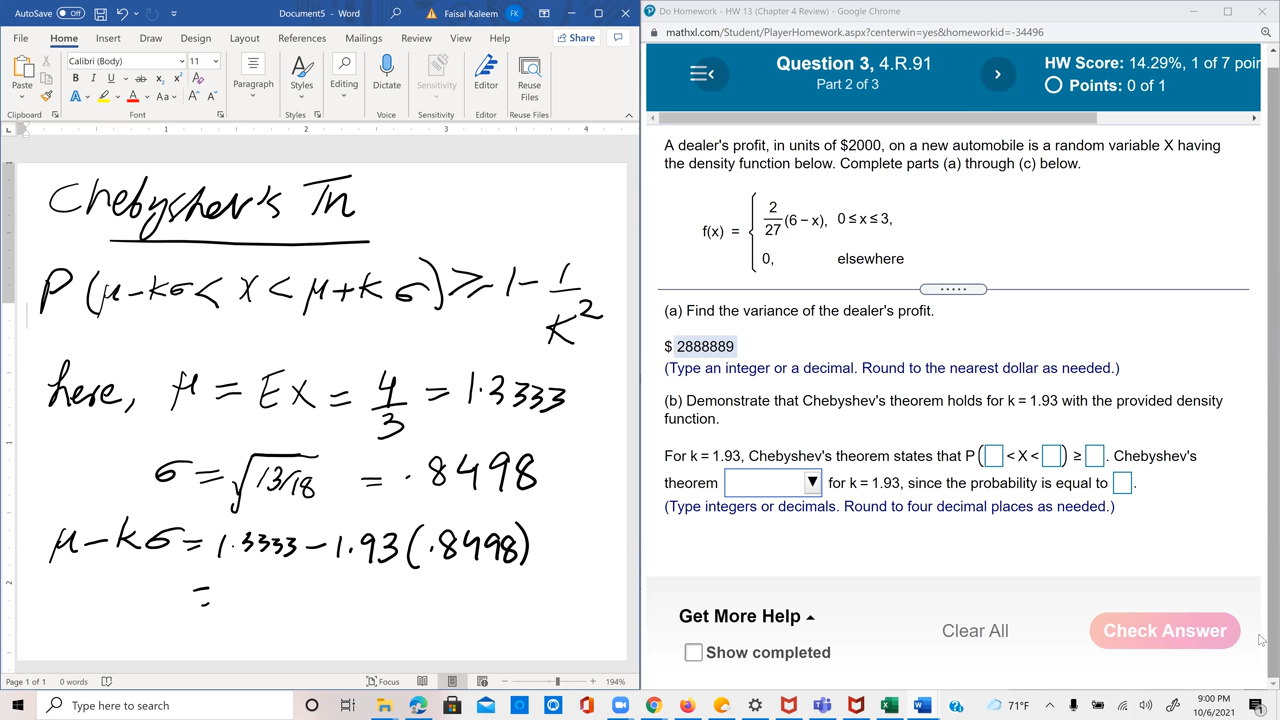 AutoSave Off
Document5 - Word
Faisal Kaleem FK
File Home Insert Draw Design Layout References Mailings Review View Help Share
Calibri (Body) 11
B I U ab x₂ x²
A A Aa A A
Paste
Paragraph
Styles
Editing
Dictate
Sensitivity
Editor
Reuse Files
Clipboard Font Styles Voice Sensitivity Editor Reuse Files
1 2 3 4
Chebyshev's Tn
P (μ-kσ < X < μ+kσ) ≥ 1 - 1/k²
here, μ = EX = 4/3 = 1.3333
σ = √13/18 = .8498
μ-kσ = 1.3333 - 1.93(.8498)
=
Page 1 of 1 0 words Focus 194%
Do Homework - HW 13 (Chapter 4 Review) - Google Chrome
mathxl.com/Student/PlayerHomework.aspx?centerwin=yes&homeworkid=-34496
Question 3, 4.R.91
Part 2 of 3
HW Score: 14.29%, 1 of 7 poin
Points: 0 of 1
A dealer's profit, in units of $2000, on a new automobile is a random variable X having
the density function below. Complete parts (a) through (c) below.
f(x) = { 2/27 (6 - x), 0 ≤ x ≤ 3,
0, elsewhere
(a) Find the variance of the dealer's profit.
$ 2888889
(Type an integer or a decimal. Round to the nearest dollar as needed.)
(b) Demonstrate that Chebyshev's theorem holds for k = 1.93 with the provided density
function.
For k = 1.93, Chebyshev's theorem states that P( < X < ) ≥ . Chebyshev's
theorem for k = 1.93, since the probability is equal to .
(Type integers or decimals. Round to four decimal places as needed.)
Get More Help
Clear All
Check Answer
Show completed
Type here to search
71°F
9:00 PM
10/6/2021